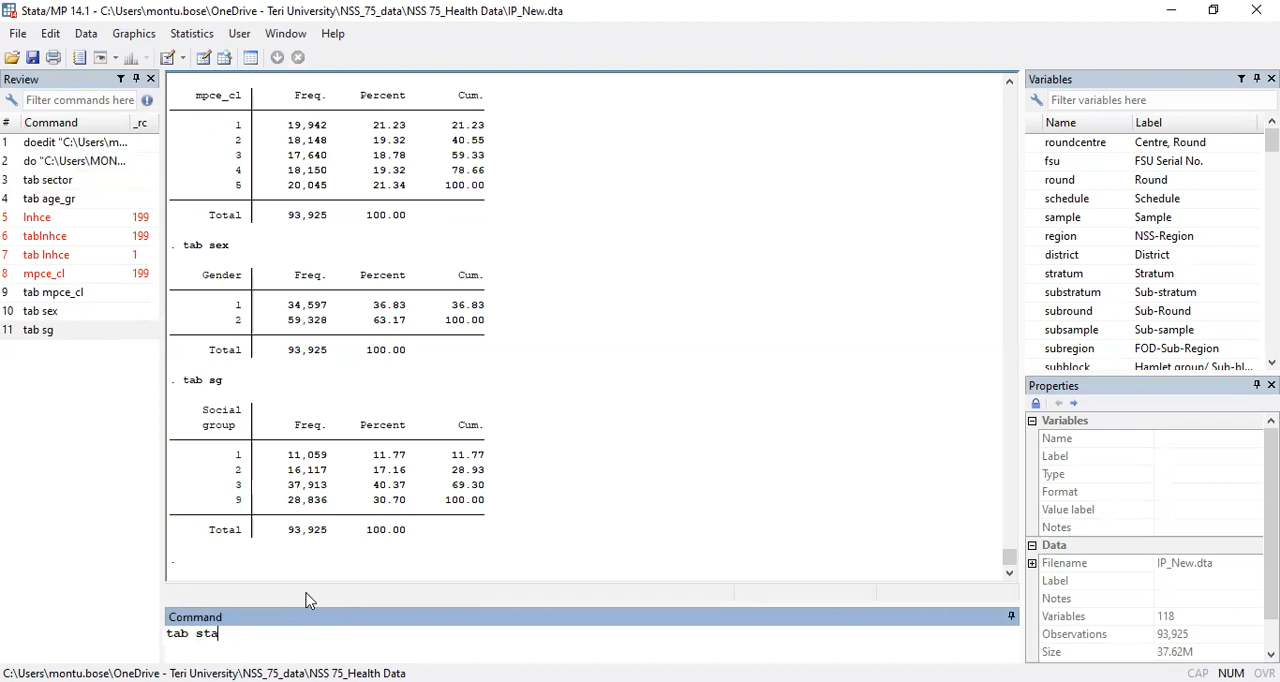 Stata/MP 14.1 - C:\Users\montu.bose\OneDrive - Teri University\NSS_75_data\NSS 75_Health Data\IP_New.dta
File Edit Data Graphics Statistics User Window Help
Review
Filter commands here
# Command _rc
1 doedit "C:\Users\m...
2 do "C:\Users\MON...
3 tab sector
4 tab age_gr
5 lnhce 199
6 tablnhce 199
7 tab lnhce 1
8 mpce_cl 199
9 tab mpce_cl
10 tab sex
11 tab sg
mpce_cl Freq. Percent Cum.
1 19,942 21.23 21.23
2 18,148 19.32 40.55
3 17,640 18.78 59.33
4 18,150 19.32 78.66
5 20,045 21.34 100.00
Total 93,925 100.00
. tab sex
Gender Freq. Percent Cum.
1 34,597 36.83 36.83
2 59,328 63.17 100.00
Total 93,925 100.00
. tab sg
Social
group Freq. Percent Cum.
1 11,059 11.77 11.77
2 16,117 17.16 28.93
3 37,913 40.37 69.30
9 28,836 30.70 100.00
Total 93,925 100.00
.
Command
tab sta
Variables
Filter variables here
Name Label
roundcentre Centre, Round
fsu FSU Serial No.
round Round
schedule Schedule
sample Sample
region NSS-Region
district District
stratum Stratum
substratum Sub-stratum
subround Sub-Round
subsample Sub-sample
subregion FOD-Sub-Region
subblock Hamlet group/ Sub-bl...
Properties
Variables
Name
Label
Type
Format
Value label
Notes
Data
Filename IP_New.dta
Label
Notes
Variables 118
Observations 93,925
Size 37.62M
C:\Users\montu.bose\OneDrive - Teri University\NSS_75_data\NSS 75_Health Data
CAP NUM OVR